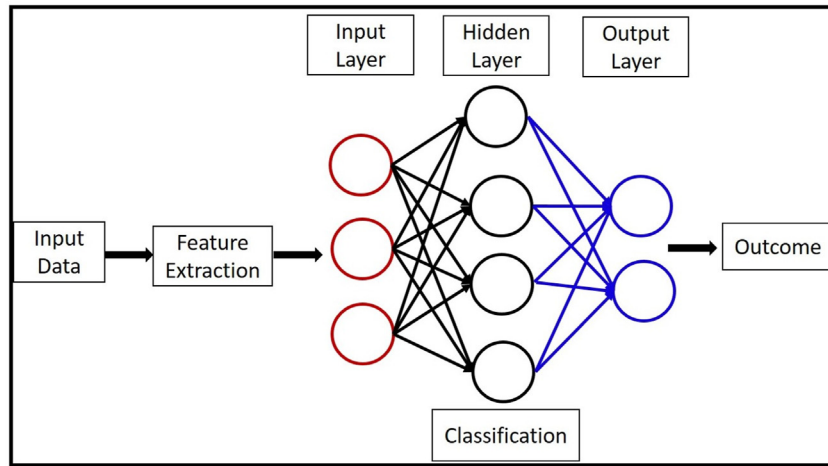 Input
Layer
Hidden
Layer
Output
Layer
Input
Data
Feature
Extraction
Outcome
Classification